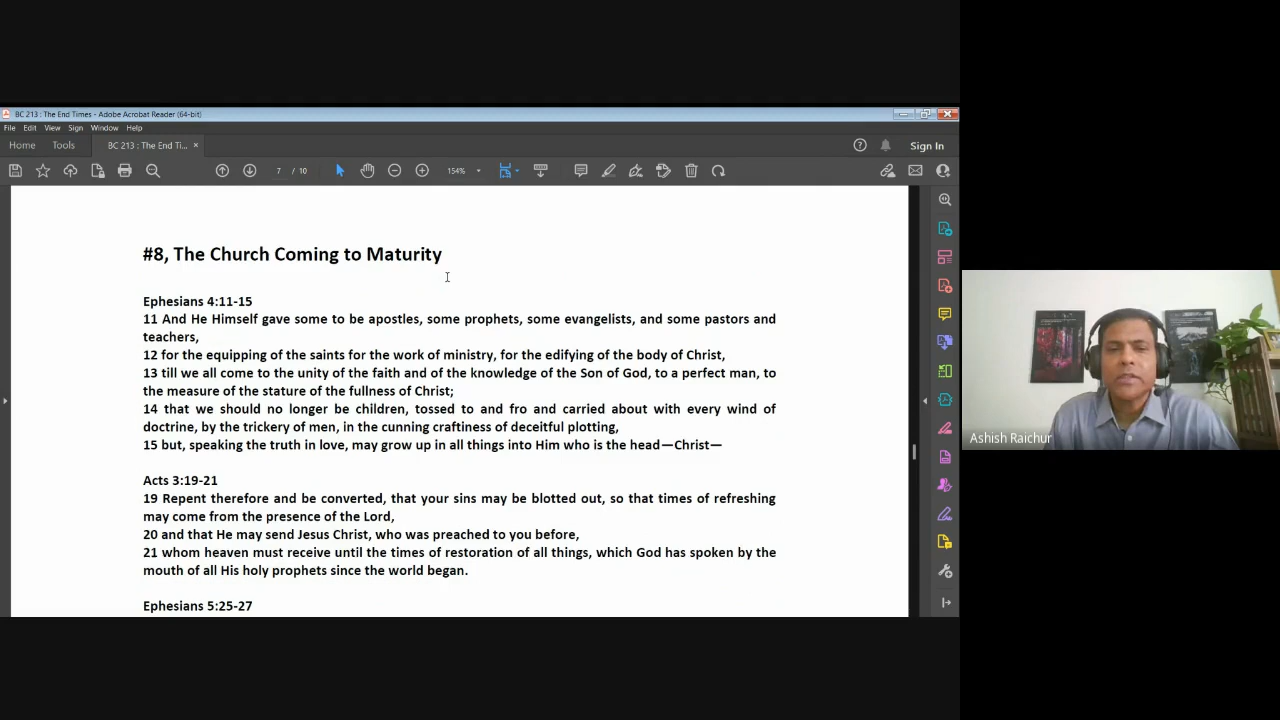 BC 213 : The End Times - Adobe Acrobat Reader (64-bit)
File Edit View Sign Window Help
Home Tools BC 213 : The End Ti... × Sign In
7 / 10 154%
#8, The Church Coming to Maturity
Ephesians 4:11-15
11 And He Himself gave some to be apostles, some prophets, some evangelists, and some pastors and
teachers,
12 for the equipping of the saints for the work of ministry, for the edifying of the body of Christ,
13 till we all come to the unity of the faith and of the knowledge of the Son of God, to a perfect man, to
the measure of the stature of the fullness of Christ;
14 that we should no longer be children, tossed to and fro and carried about with every wind of
doctrine, by the trickery of men, in the cunning craftiness of deceitful plotting,
15 but, speaking the truth in love, may grow up in all things into Him who is the head—Christ—
Acts 3:19-21
19 Repent therefore and be converted, that your sins may be blotted out, so that times of refreshing
may come from the presence of the Lord,
20 and that He may send Jesus Christ, who was preached to you before,
21 whom heaven must receive until the times of restoration of all things, which God has spoken by the
mouth of all His holy prophets since the world began.
Ephesians 5:25-27
Ashish Raichur